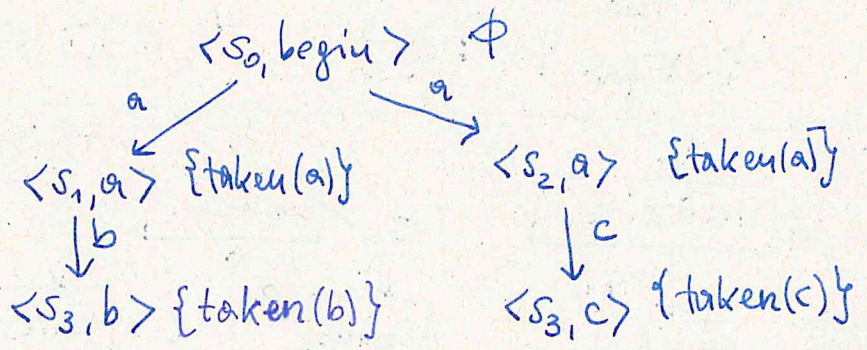 <s₀, begin> Φ
a a
<s₁, a> {taken(a)} <s₂, a> {taken(a)}
b c
<s₃, b> {taken(b)} <s₃, c> {taken(c)}